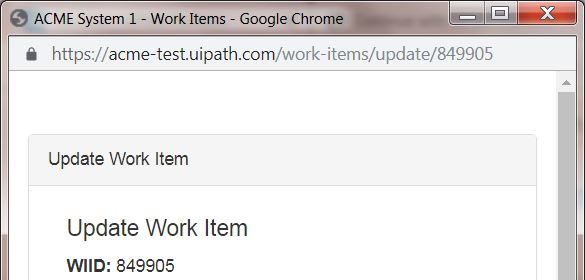 ACME System 1 - Work Items - Google Chrome
https://acme-test.uipath.com/work-items/update/849905
Update Work Item
Update Work Item
WIID: 849905